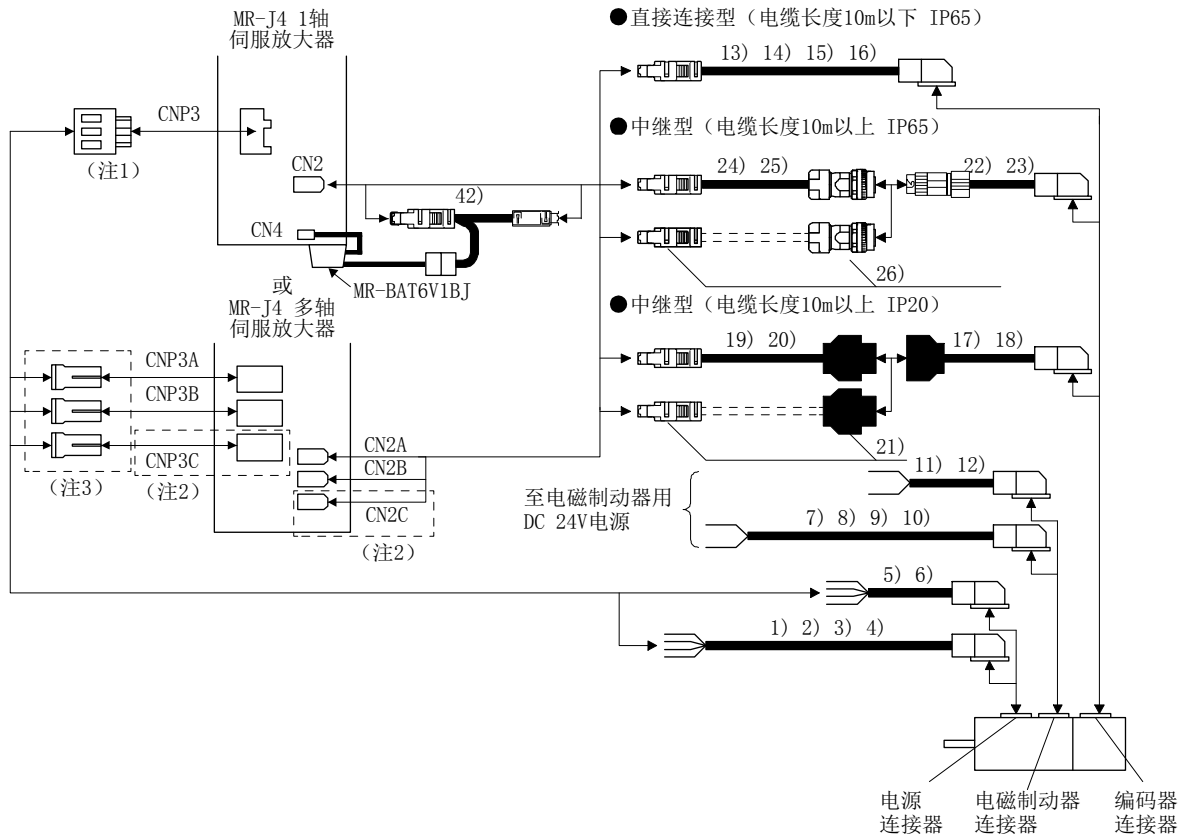 MR-J4 1轴
伺服放大器
CNP3
(注1)
CN2
CN4
42)
MR-BAT6V1BJ
或
MR-J4 多轴
伺服放大器
CNP3A
CNP3B
CNP3C
(注3)
(注2)
CN2A
CN2B
CN2C
(注2)
●直接连接型（电缆长度10m以下 IP65）
13) 14) 15) 16)
●中继型（电缆长度10m以上 IP65）
24) 25)
22) 23)
26)
●中继型（电缆长度10m以上 IP20）
19) 20)
17) 18)
21)
11) 12)
至电磁制动器用
DC 24V电源
7) 8) 9) 10)
5) 6)
1) 2) 3) 4)
电源
连接器
电磁制动器
连接器
编码器
连接器